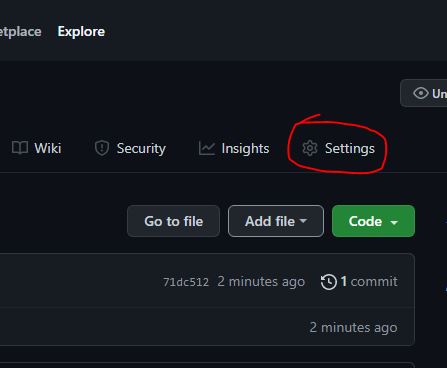 etplace Explore
Un
Wiki Security Insights Settings
Go to file Add file Code
71dc512 2 minutes ago 1 commit
2 minutes ago